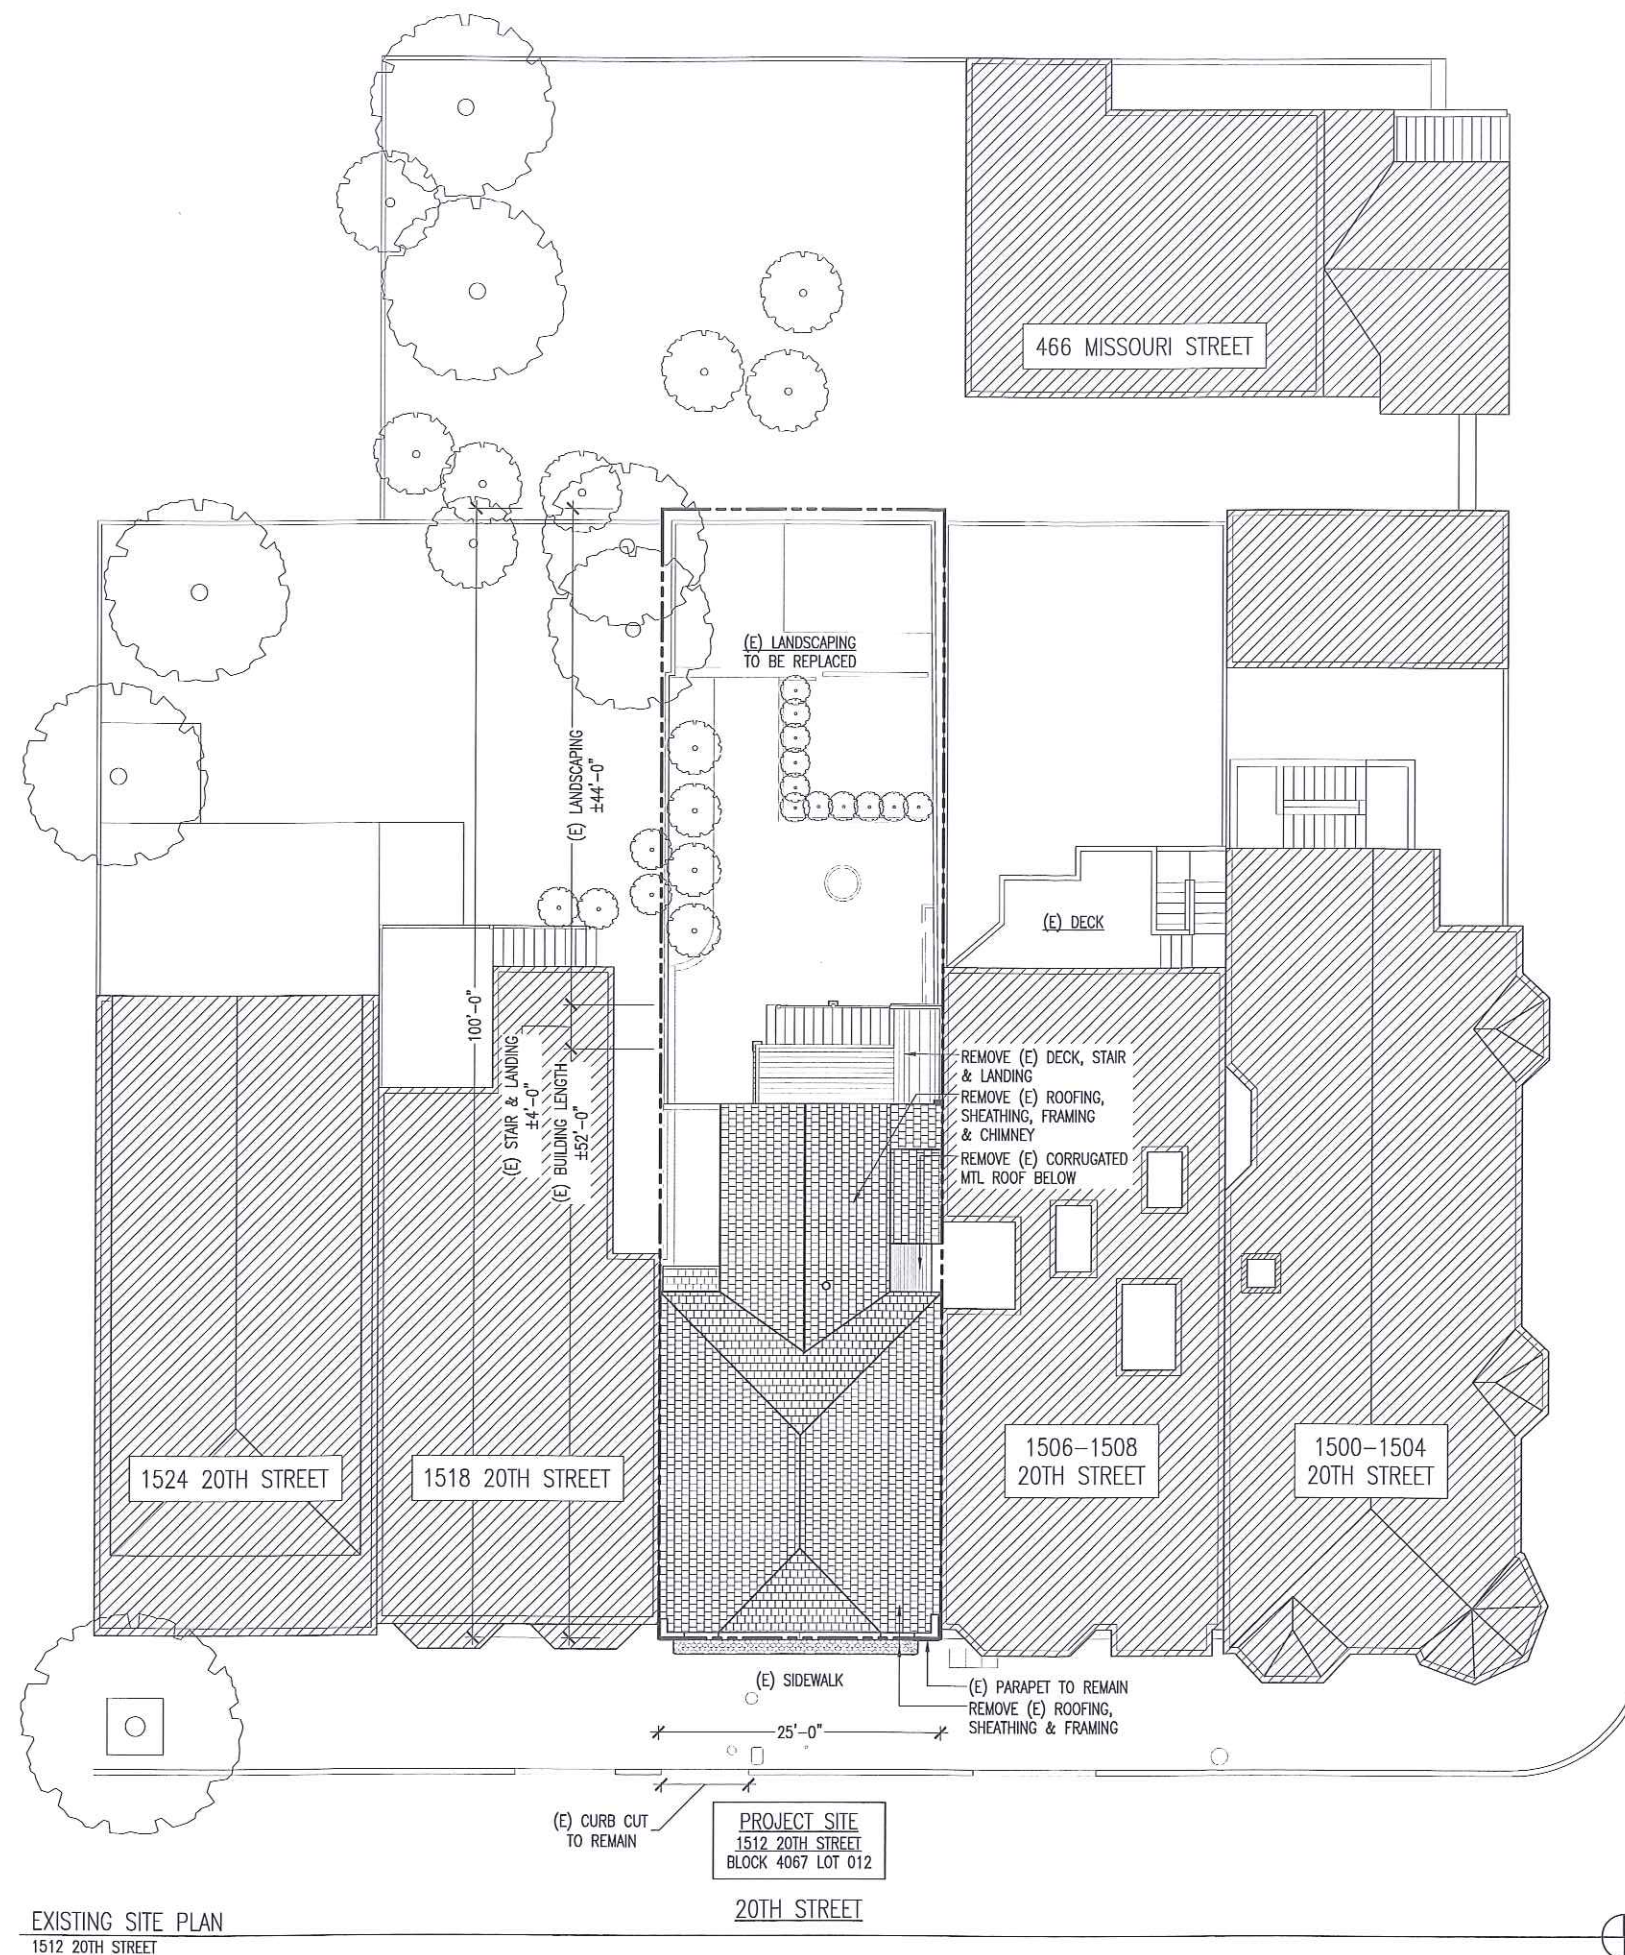 466 MISSOURI STREET
(E) LANDSCAPING
TO BE REPLACED
(E) LANDSCAPING
±44'-0"
(E) DECK
100'-0"
(E) STAIR & LANDING
±4'-0"
(E) BUILDING LENGTH
±52'-0"
REMOVE (E) DECK, STAIR
& LANDING
REMOVE (E) ROOFING,
SHEATHING, FRAMING
& CHIMNEY
REMOVE (E) CORRUGATED
MTL ROOF BELOW
1524 20TH STREET
1518 20TH STREET
1506-1508
20TH STREET
1500-1504
20TH STREET
(E) SIDEWALK
(E) PARAPET TO REMAIN
REMOVE (E) ROOFING,
SHEATHING & FRAMING
25'-0"
(E) CURB CUT
TO REMAIN
PROJECT SITE
1512 20TH STREET
BLOCK 4067 LOT 012
20TH STREET
EXISTING SITE PLAN
1512 20TH STREET